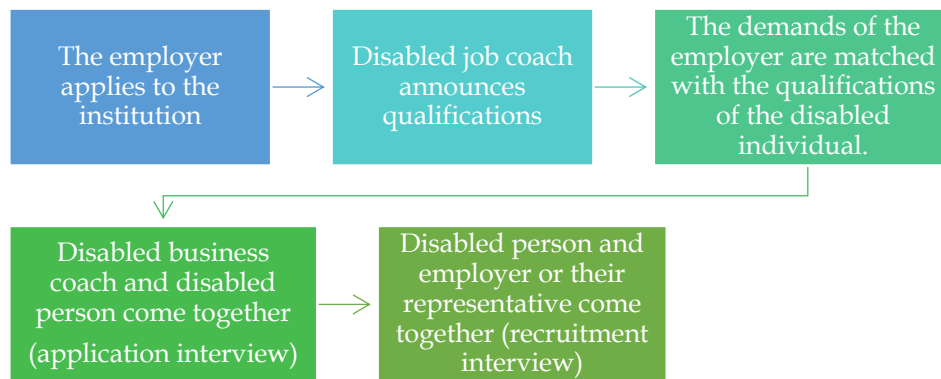 The employer
applies to the
institution
Disabled job coach
announces
qualifications
The demands of the
employer are matched
with the qualifications
of the disabled
individual.
Disabled business
coach and disabled
person come together
(application interview)
Disabled person and
employer or their
representative come
together (recruitment
interview)